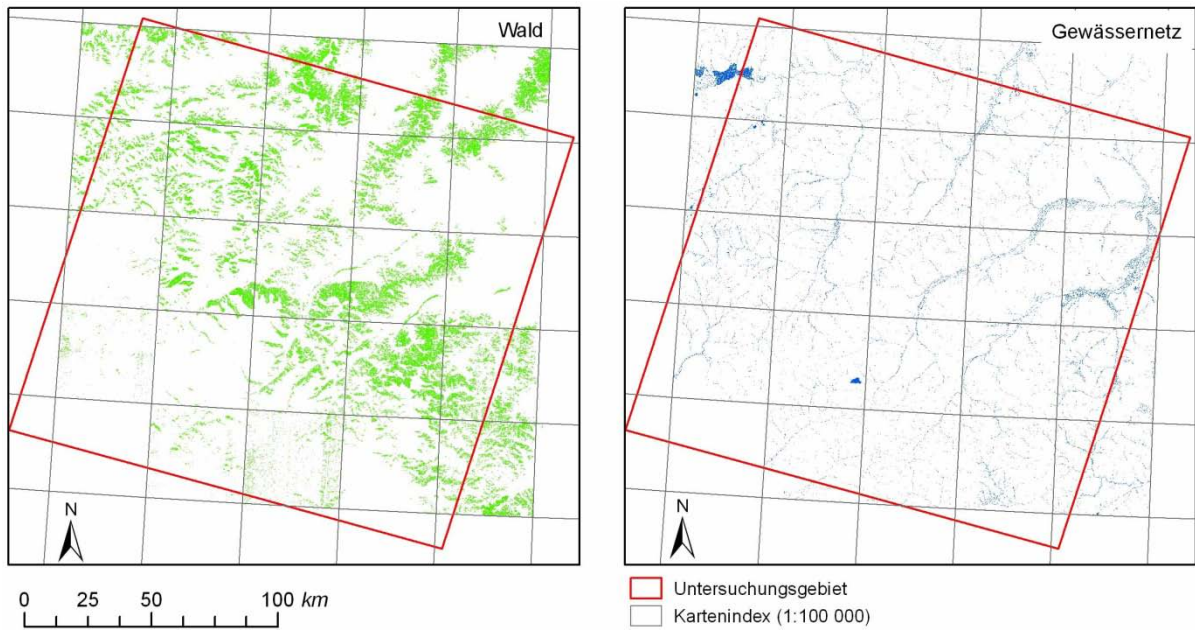 Wald
Gewässernetz
N
N
0 25 50 100 km
Untersuchungsgebiet
Kartenindex (1:100 000)